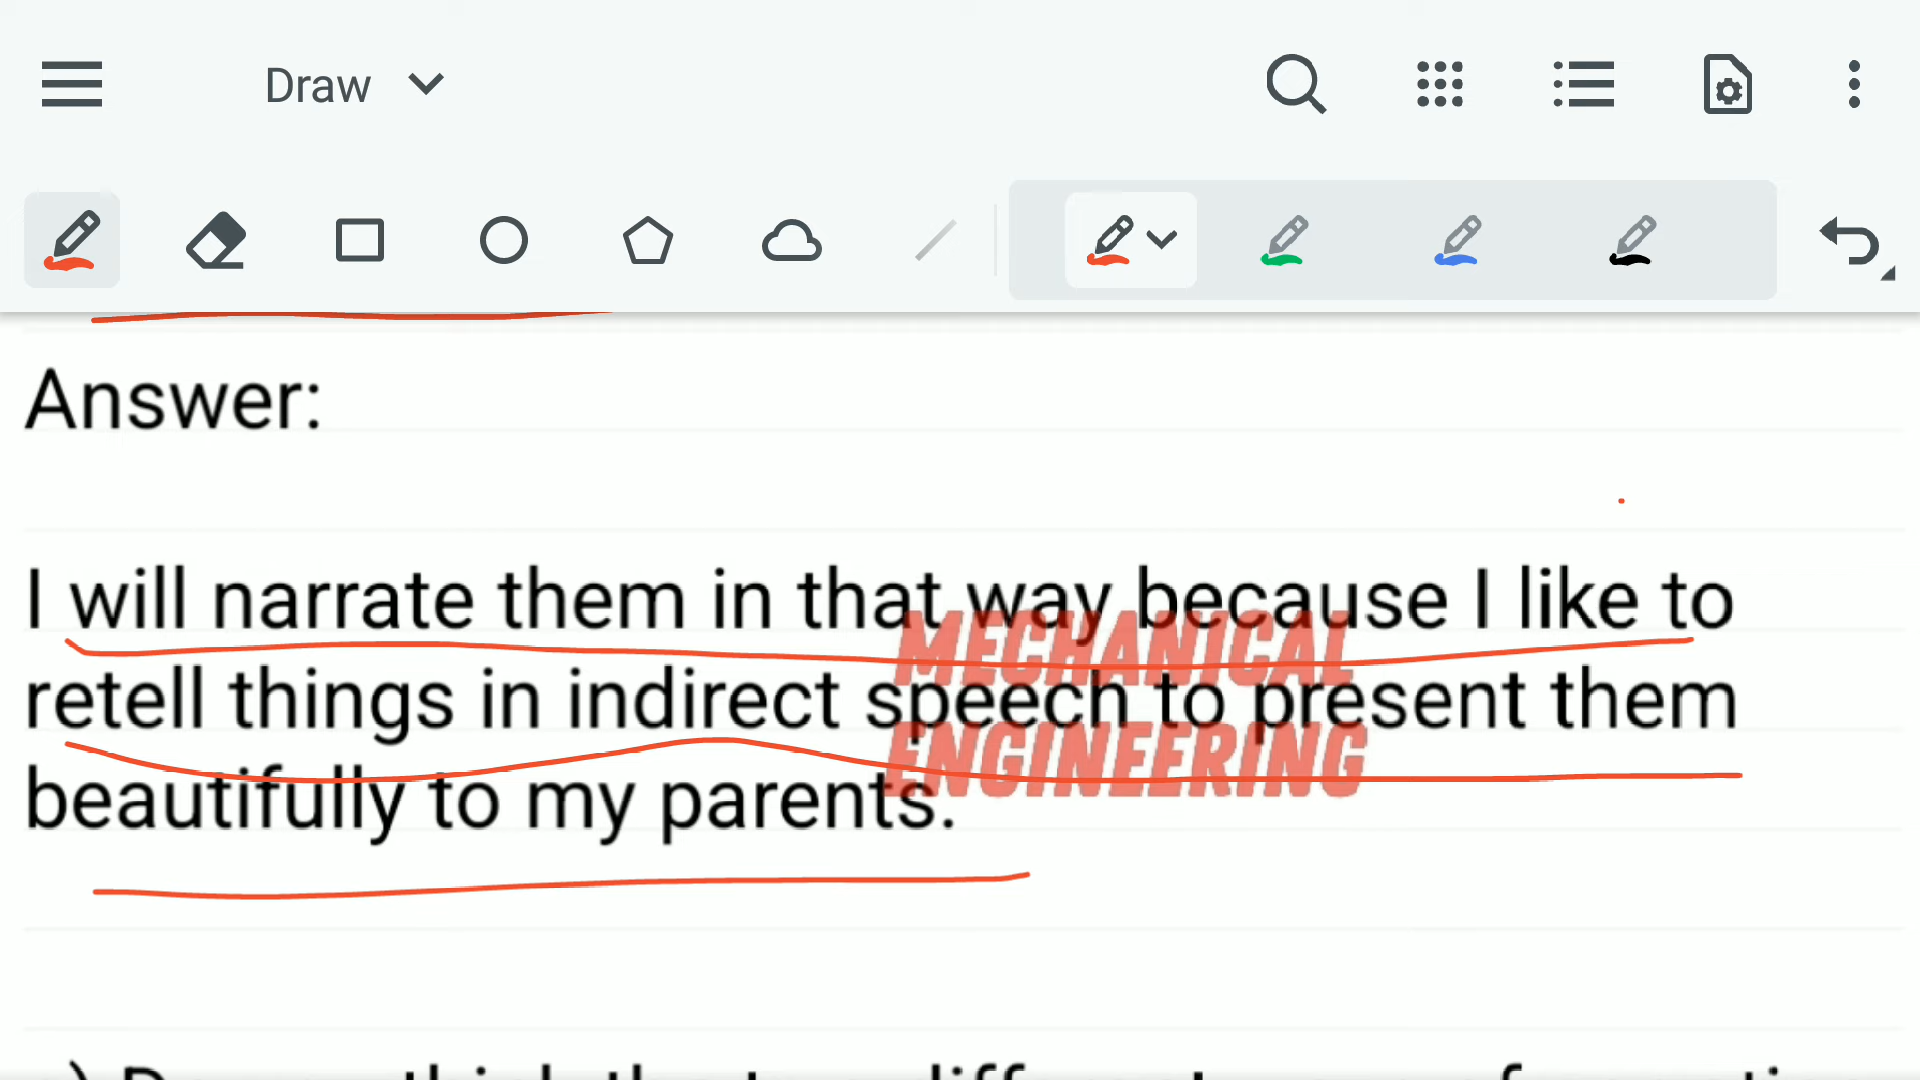 Draw
Answer:
I will narrate them in that way because I like to
retell things in indirect speech to present them
beautifully to my parents.
MECHANICAL
ENGINEERING